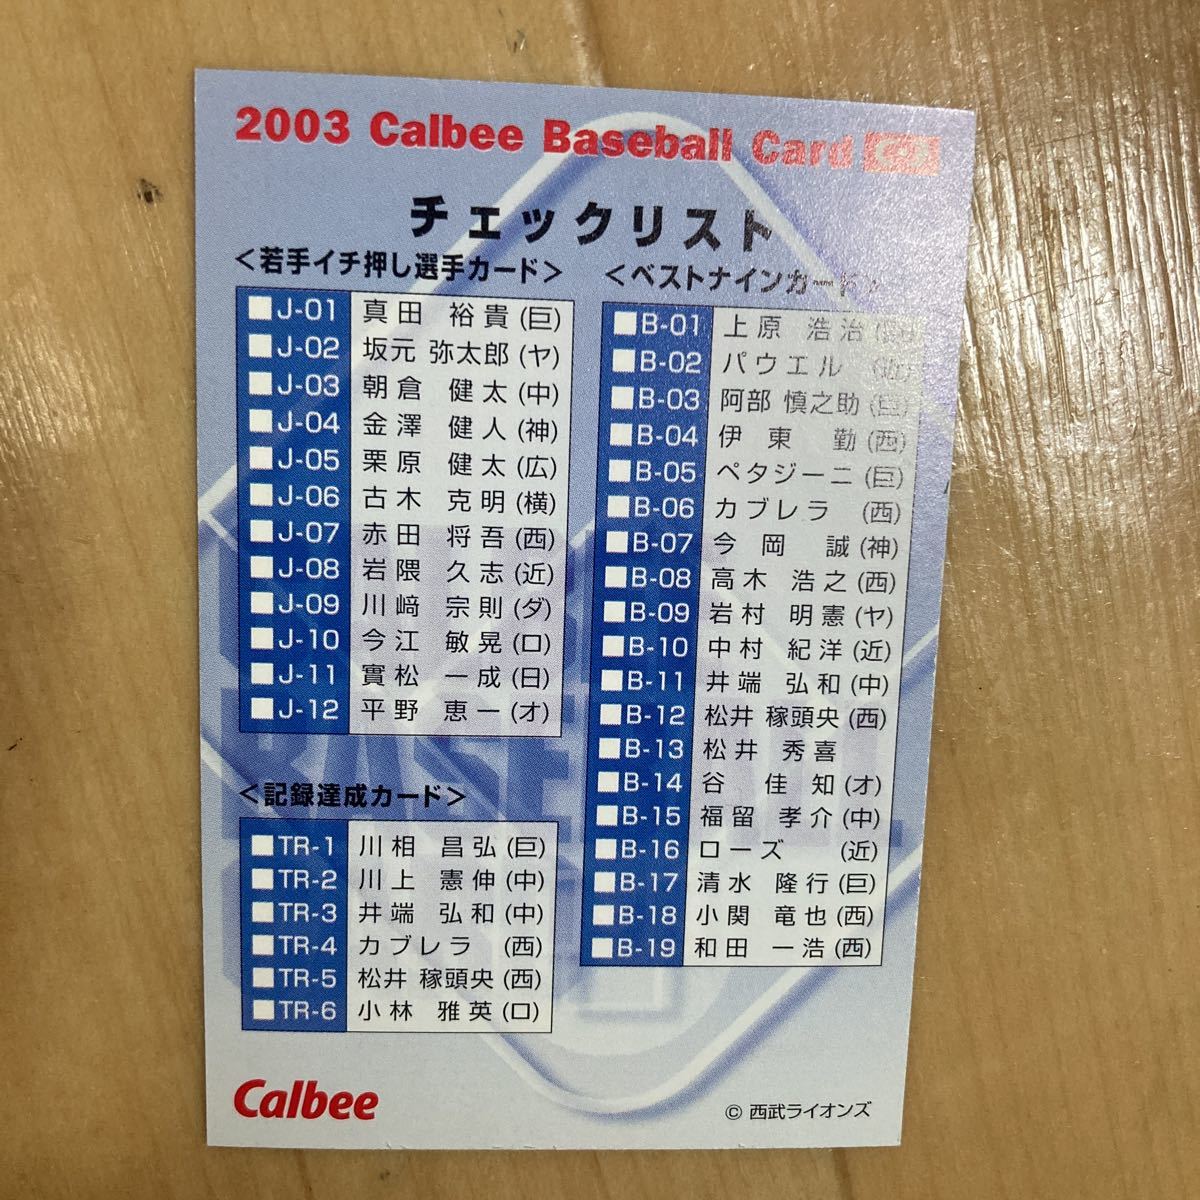 2003 Calbee Baseball Card
チェックリスト
<若手イチ押し選手カード>
J-01 真田 裕貴 (巨)
J-02 坂元 弥太郎 (ヤ)
J-03 朝倉 健太 (中)
J-04 金澤 健人 (神)
J-05 栗原 健太 (広)
J-06 古木 克明 (横)
J-07 赤田 将吾 (西)
J-08 岩隈 久志 (近)
J-09 川﨑 宗則 (ダ)
J-10 今江 敏晃 (ロ)
J-11 實松 一成 (日)
J-12 平野 恵一 (オ)
<記録達成カード>
TR-1 川相 昌弘 (巨)
TR-2 川上 憲伸 (中)
TR-3 井端 弘和 (中)
TR-4 カブレラ (西)
TR-5 松井 稼頭央 (西)
TR-6 小林 雅英 (ロ)
<ベストナインカード>
B-01 上原 浩治
B-02 パウエル (近)
B-03 阿部 慎之助 (巨)
B-04 伊東 勤 (西)
B-05 ペタジーニ (巨)
B-06 カブレラ (西)
B-07 今岡 誠 (神)
B-08 高木 浩之 (西)
B-09 岩村 明憲 (ヤ)
B-10 中村 紀洋 (近)
B-11 井端 弘和 (中)
B-12 松井 稼頭央 (西)
B-13 松井 秀喜
B-14 谷 佳知 (オ)
B-15 福留 孝介 (中)
B-16 ローズ (近)
B-17 清水 隆行 (巨)
B-18 小関 竜也 (西)
B-19 和田 一浩 (西)
Calbee
© 西武ライオンズ